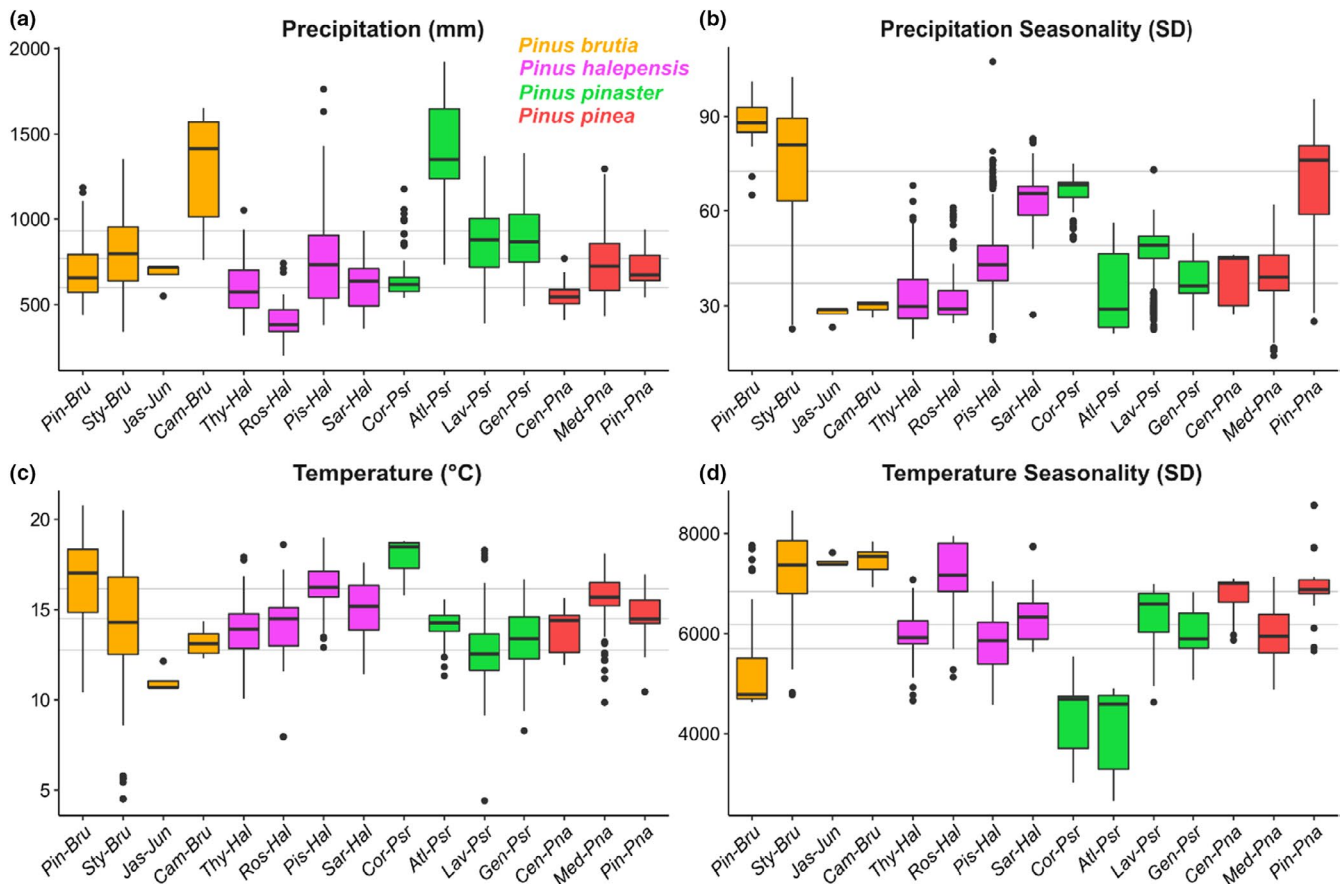 (a) Precipitation (mm)
Pinus brutia
Pinus halepensis
Pinus pinaster
Pinus pinea
2000
1500
1000
500
Pin-Bru Sty-Bru Jas-Jun Cam-Bru Thy-Hal Ros-Hal Pis-Hal Sar-Hal Cor-Psr Atl-Psr Lav-Psr Gen-Psr Cen-Pna Med-Pna Pin-Pna
(b) Precipitation Seasonality (SD)
90
60
30
Pin-Bru Sty-Bru Jas-Jun Cam-Bru Thy-Hal Ros-Hal Pis-Hal Sar-Hal Cor-Psr Atl-Psr Lav-Psr Gen-Psr Cen-Pna Med-Pna Pin-Pna
(c) Temperature (°C)
20
15
10
5
Pin-Bru Sty-Bru Jas-Jun Cam-Bru Thy-Hal Ros-Hal Pis-Hal Sar-Hal Cor-Psr Atl-Psr Lav-Psr Gen-Psr Cen-Pna Med-Pna Pin-Pna
(d) Temperature Seasonality (SD)
8000
6000
4000
Pin-Bru Sty-Bru Jas-Jun Cam-Bru Thy-Hal Ros-Hal Pis-Hal Sar-Hal Cor-Psr Atl-Psr Lav-Psr Gen-Psr Cen-Pna Med-Pna Pin-Pna